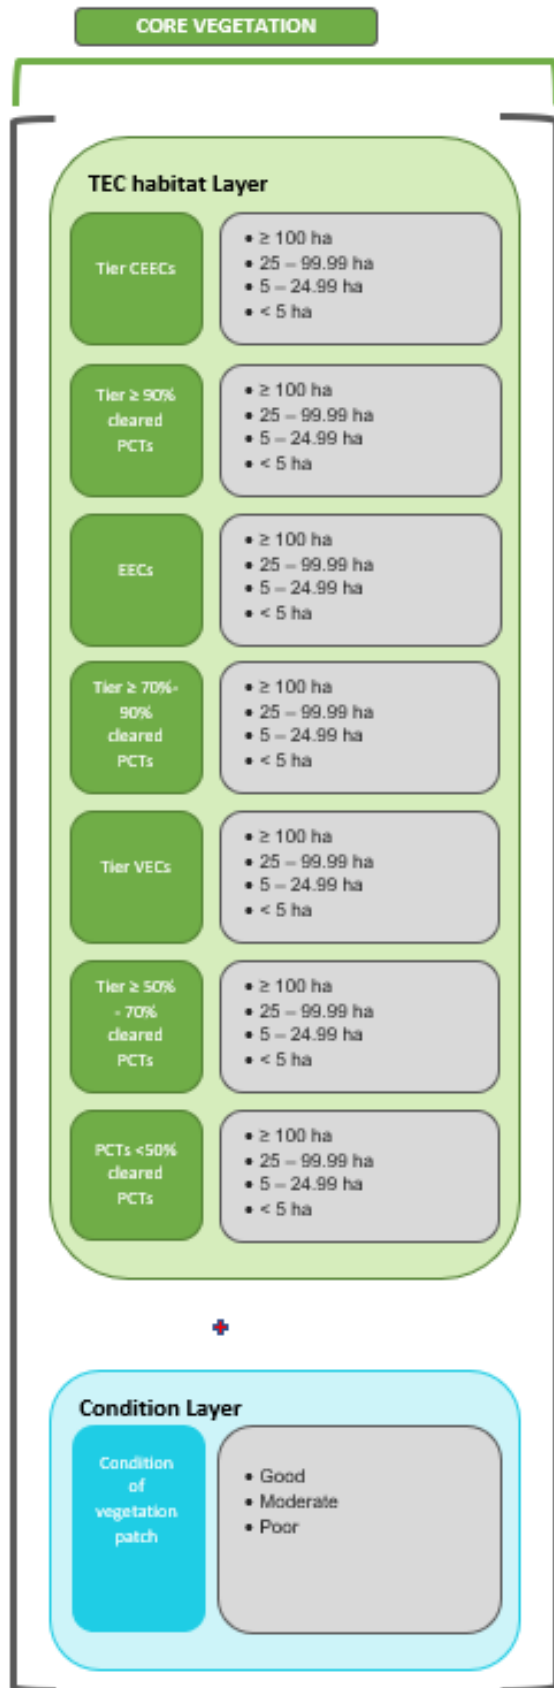 CORE VEGETATION
TEC habitat Layer
Tier CEECs
• ≥ 100 ha
• 25 – 99.99 ha
• 5 – 24.99 ha
• < 5 ha
Tier ≥ 90%
cleared
PCTs
• ≥ 100 ha
• 25 – 99.99 ha
• 5 – 24.99 ha
• < 5 ha
EECs
• ≥ 100 ha
• 25 – 99.99 ha
• 5 – 24.99 ha
• < 5 ha
Tier ≥ 70%-
90%
cleared
PCTs
• ≥ 100 ha
• 25 – 99.99 ha
• 5 – 24.99 ha
• < 5 ha
Tier VECs
• ≥ 100 ha
• 25 – 99.99 ha
• 5 – 24.99 ha
• < 5 ha
Tier ≥ 50%
- 70%
cleared
PCTs
• ≥ 100 ha
• 25 – 99.99 ha
• 5 – 24.99 ha
• < 5 ha
PCTs <50%
cleared
PCTs
• ≥ 100 ha
• 25 – 99.99 ha
• 5 – 24.99 ha
• < 5 ha
Condition Layer
Condition
of
vegetation
patch
• Good
• Moderate
• Poor